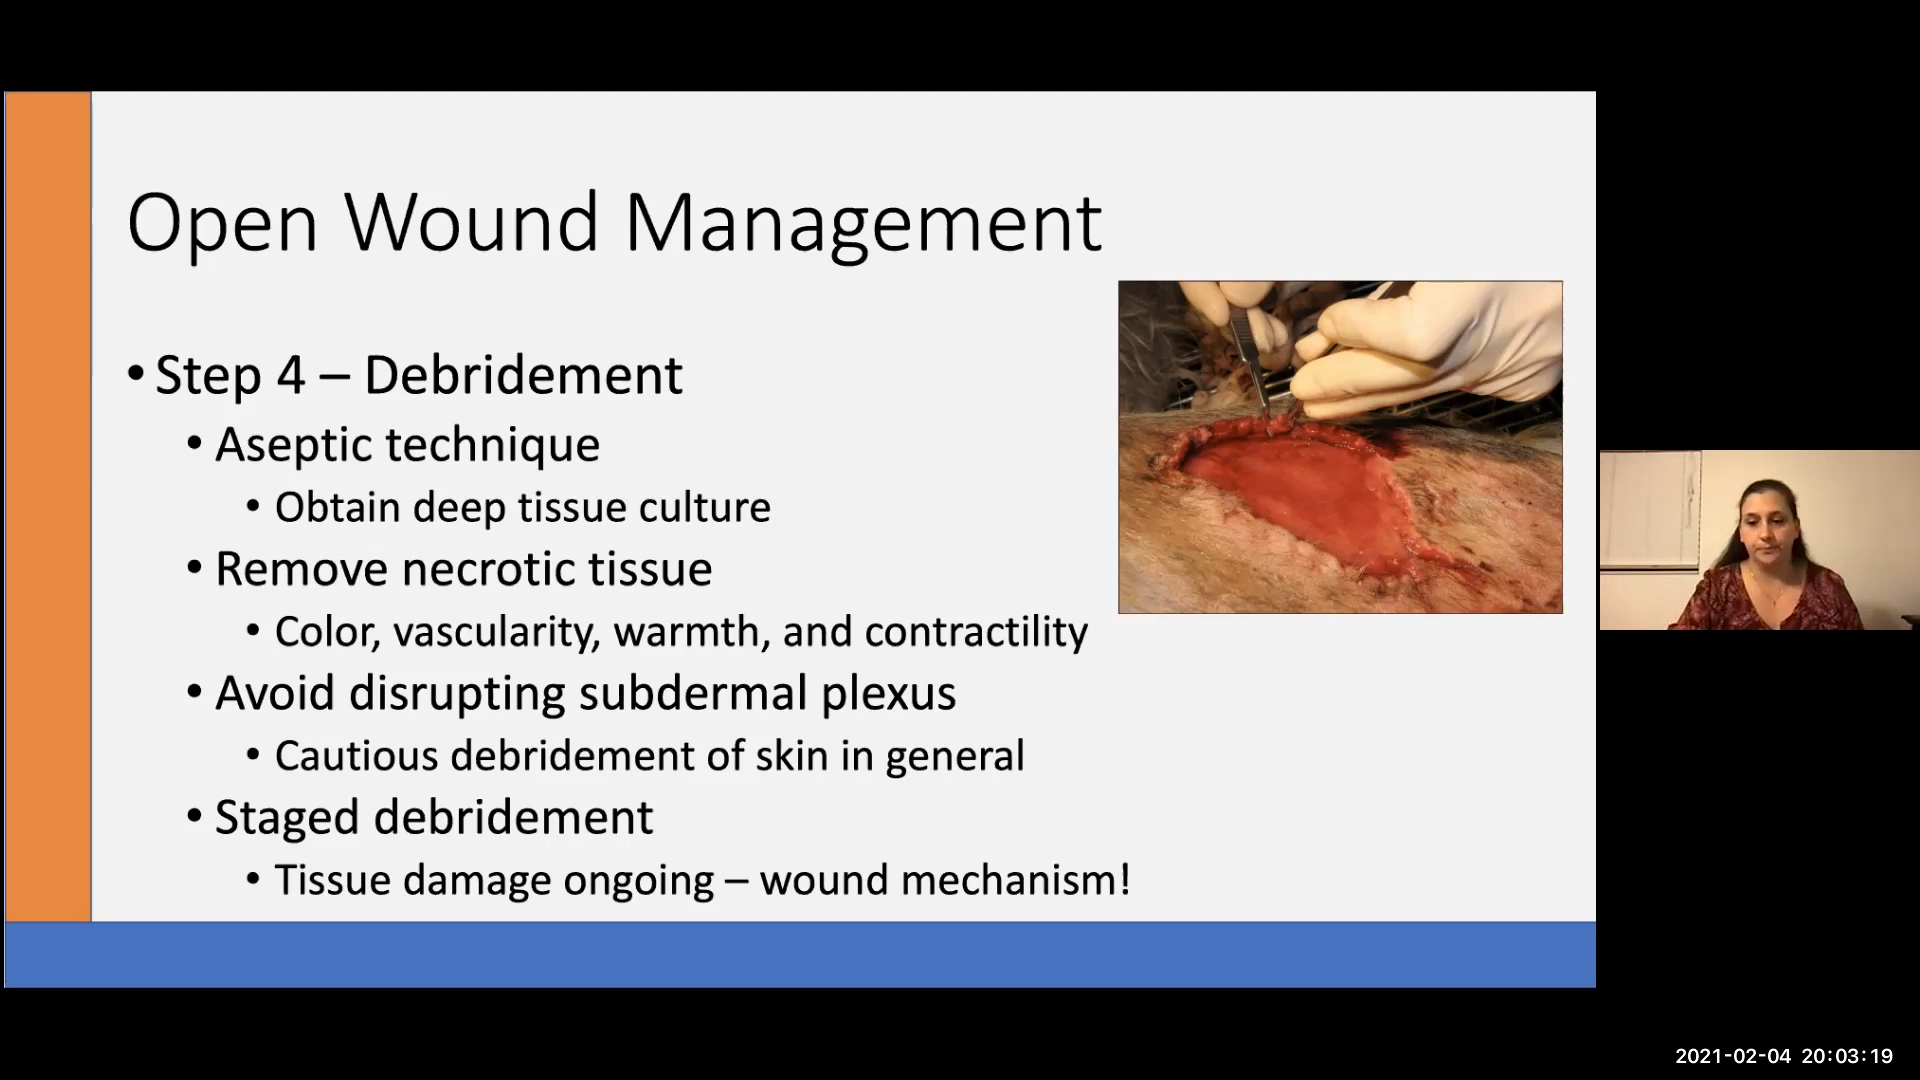 Open Wound Management
• Step 4 – Debridement
• Aseptic technique
• Obtain deep tissue culture
• Remove necrotic tissue
• Color, vascularity, warmth, and contractility
• Avoid disrupting subdermal plexus
• Cautious debridement of skin in general
• Staged debridement
• Tissue damage ongoing – wound mechanism!
2021-02-04 20:03:19